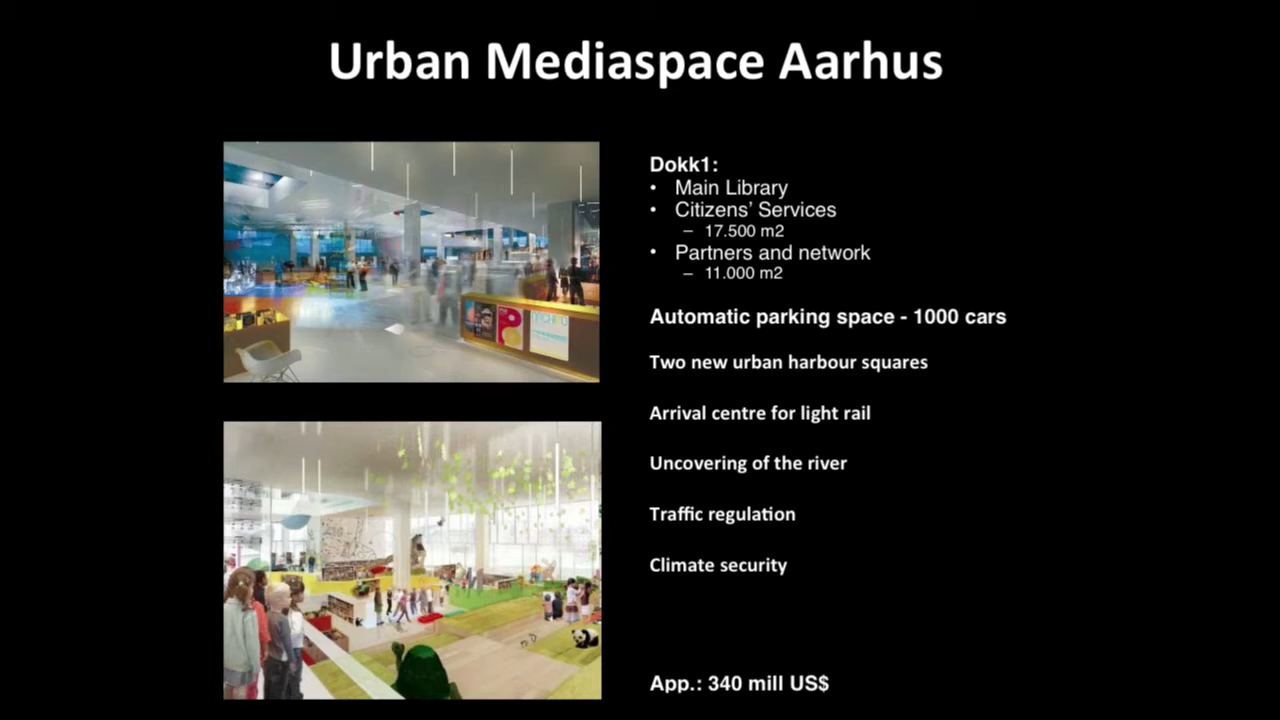 Urban Mediaspace Aarhus
Dokk1:
• Main Library
• Citizens' Services
– 17.500 m2
• Partners and network
– 11.000 m2
Automatic parking space - 1000 cars
Two new urban harbour squares
Arrival centre for light rail
Uncovering of the river
Traffic regulation
Climate security
App.: 340 mill US$